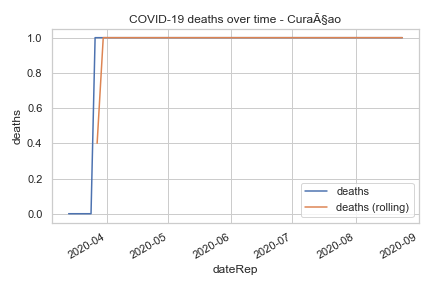 COVID-19 deaths over time - CuraÃ§ao
1.0
0.8
0.6
0.4
0.2
0.0
deaths
deaths
deaths (rolling)
2020-04
2020-05
2020-06
2020-07
2020-08
2020-09
dateRep